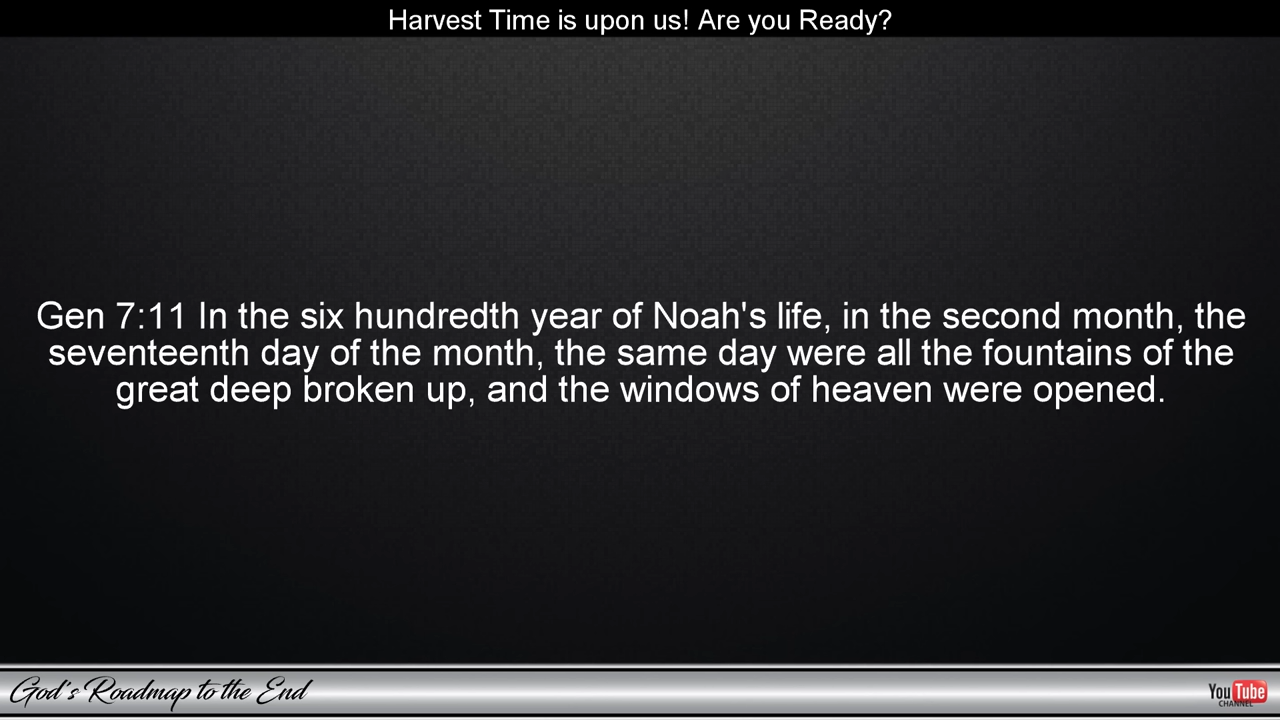 Harvest Time is upon us! Are you Ready?
Gen 7:11 In the six hundredth year of Noah's life, in the second month, the
seventeenth day of the month, the same day were all the fountains of the
great deep broken up, and the windows of heaven were opened.
God's Roadmap to the End
YouTube
CHANNEL